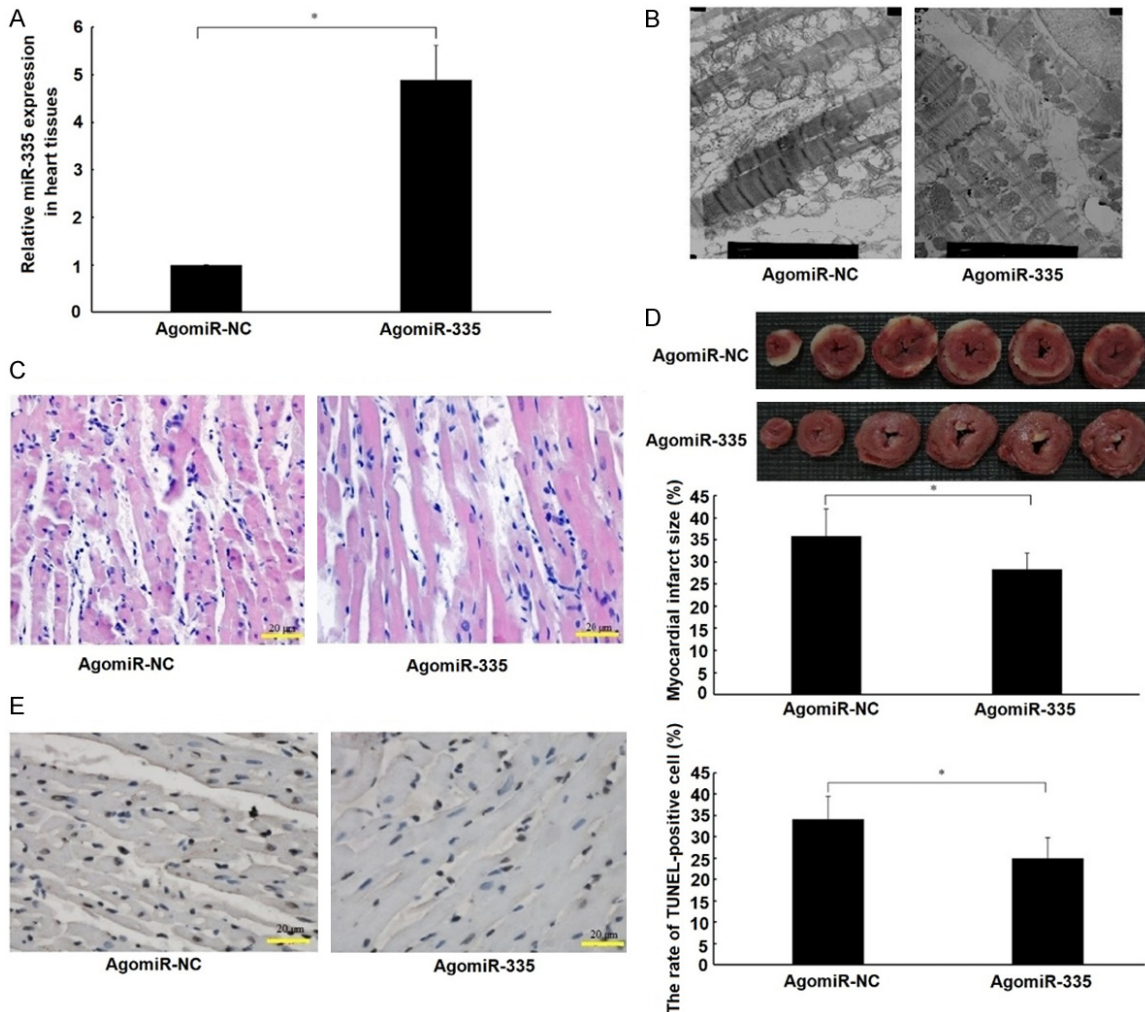 A
*
Relative miR-335 expression
in heart tissues
6
5
4
3
2
1
0
AgomiR-NC
AgomiR-335
B
AgomiR-NC
AgomiR-335
C
20 μm
20 μm
AgomiR-NC
AgomiR-335
D
AgomiR-NC
AgomiR-335
*
Myocardial infarct size (%)
45
40
35
30
25
20
15
10
5
0
AgomiR-NC
AgomiR-335
E
20 μm
20 μm
AgomiR-NC
AgomiR-335
*
The rate of TUNEL-positive cell (%)
45
40
35
30
25
20
15
10
5
0
AgomiR-NC
AgomiR-335